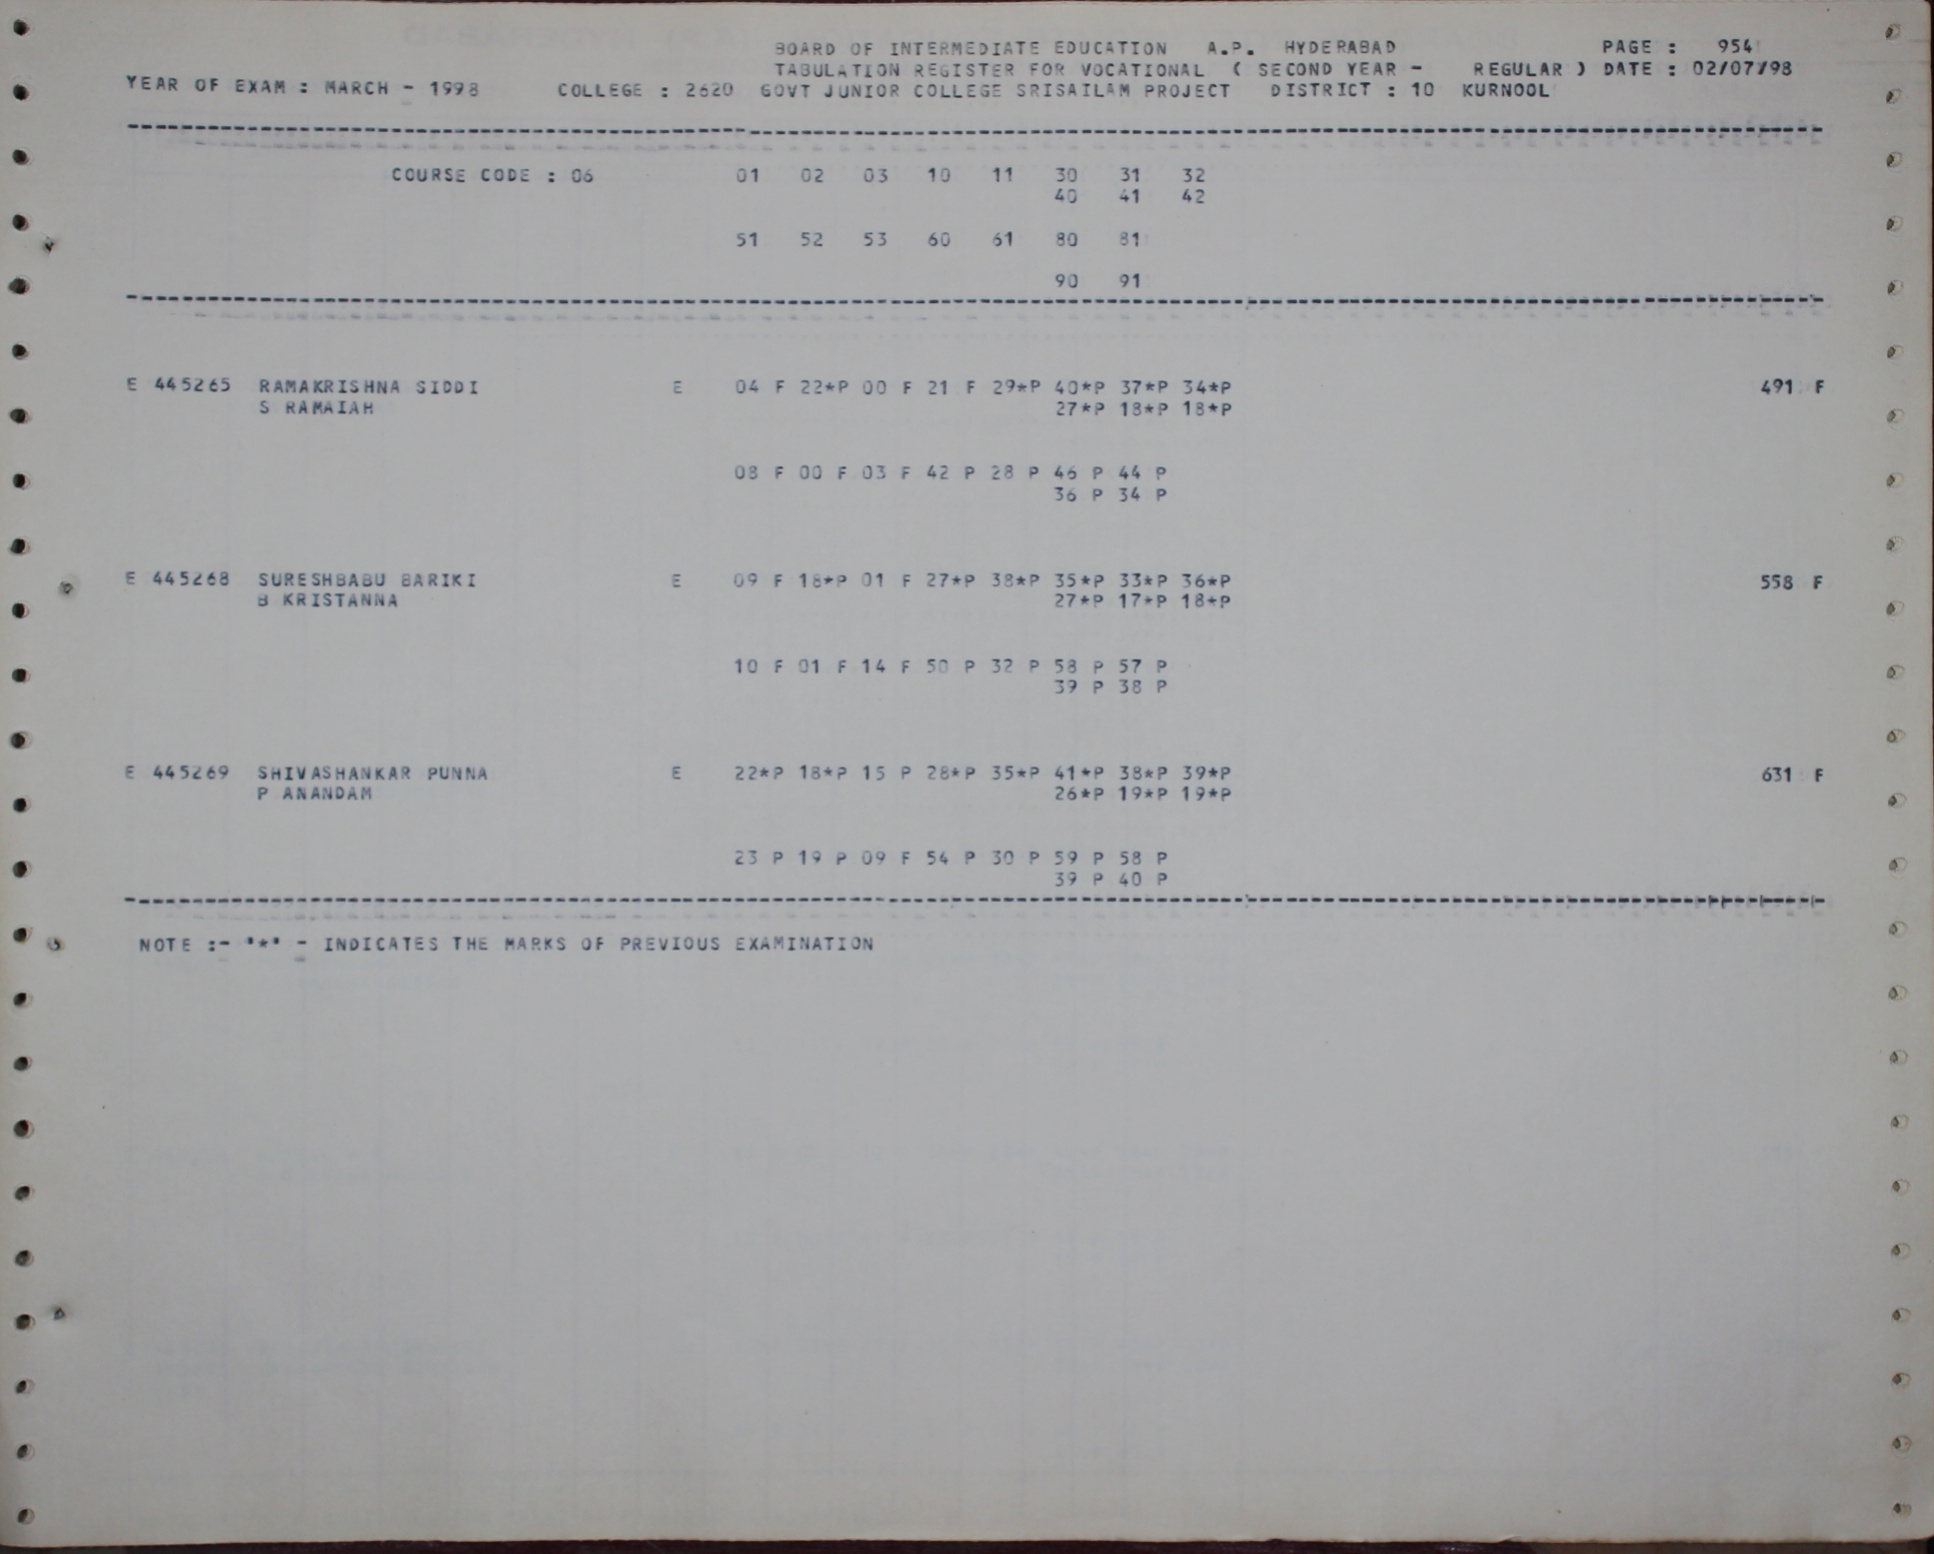 BOARD OF INTERMEDIATE EDUCATION A.P. HYDERABAD PAGE : 954
TABULATION REGISTER FOR VOCATIONAL ( SECOND YEAR - REGULAR ) DATE : 02/07/98
YEAR OF EXAM : MARCH - 1998 COLLEGE : 2620 GOVT JUNIOR COLLEGE SRISAILAM PROJECT DISTRICT : 10 KURNOOL
COURSE CODE : 06 01 02 03 10 11 30 31 32
40 41 42
51 52 53 60 61 80 81
90 91
E 445265 RAMAKRISHNA SIDDI E 04 F 22*P 00 F 21 F 29*P 40*P 37*P 34*P 491 F
S RAMAIAH 27*P 18*P 18*P
08 F 00 F 03 F 42 P 28 P 46 P 44 P
36 P 34 P
E 445268 SURESHBABU BARIKI E 09 F 18*P 01 F 27*P 38*P 35*P 33*P 36*P 558 F
B KRISTANNA 27*P 17*P 18*P
10 F 01 F 14 F 50 P 32 P 58 P 57 P
39 P 38 P
E 445269 SHIVASHANKAR PUNNA E 22*P 18*P 15 P 28*P 35*P 41*P 38*P 39*P 631 F
P ANANDAM 26*P 19*P 19*P
23 P 19 P 09 F 54 P 30 P 59 P 58 P
39 P 40 P
NOTE :- '*' - INDICATES THE MARKS OF PREVIOUS EXAMINATION